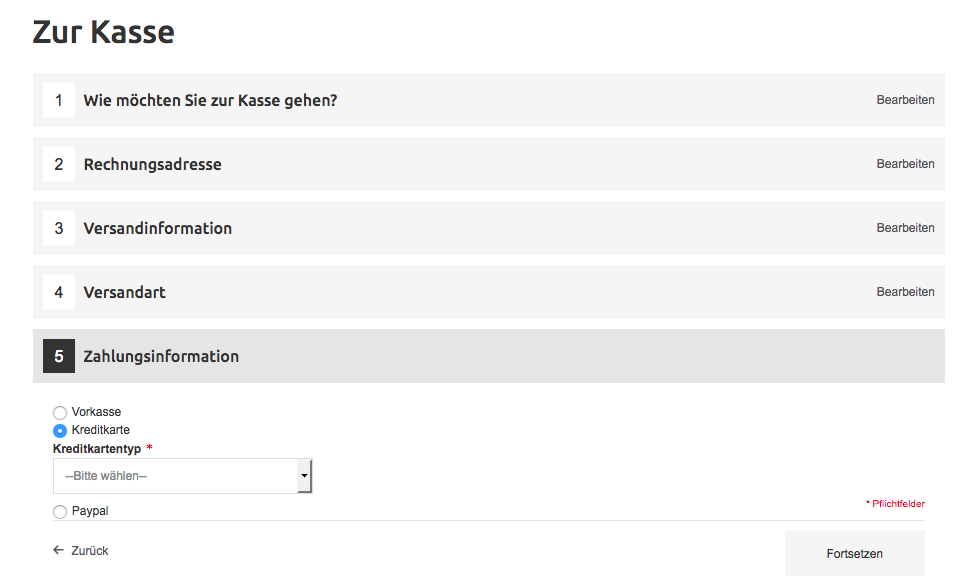 Zur Kasse
1 Wie möchten Sie zur Kasse gehen? Bearbeiten
2 Rechnungsadresse Bearbeiten
3 Versandinformation Bearbeiten
4 Versandart Bearbeiten
5 Zahlungsinformation
Vorkasse
Kreditkarte
Kreditkartentyp *
--Bitte wählen--
* Pflichtfelder
Paypal
← Zurück
Fortsetzen